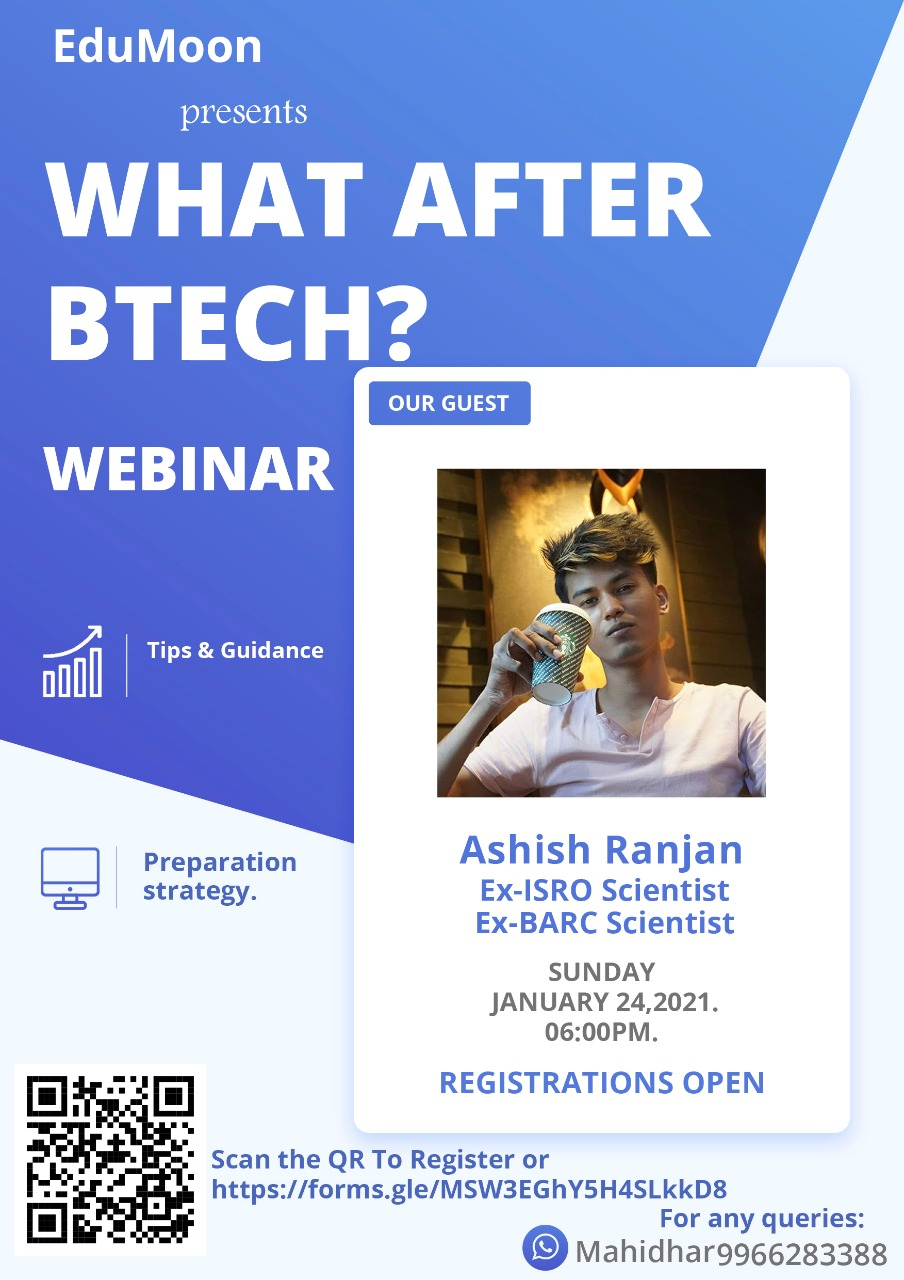 EduMoon
presents
WHAT AFTER
BTECH?
WEBINAR
OUR GUEST
Tips & Guidance
Preparation
strategy.
Ashish Ranjan
Ex-ISRO Scientist
Ex-BARC Scientist
SUNDAY
JANUARY 24,2021.
06:00PM.
REGISTRATIONS OPEN
Scan the QR To Register or
https://forms.gle/MSW3EGhY5H4SLkkD8
For any queries:
Mahidhar9966283388